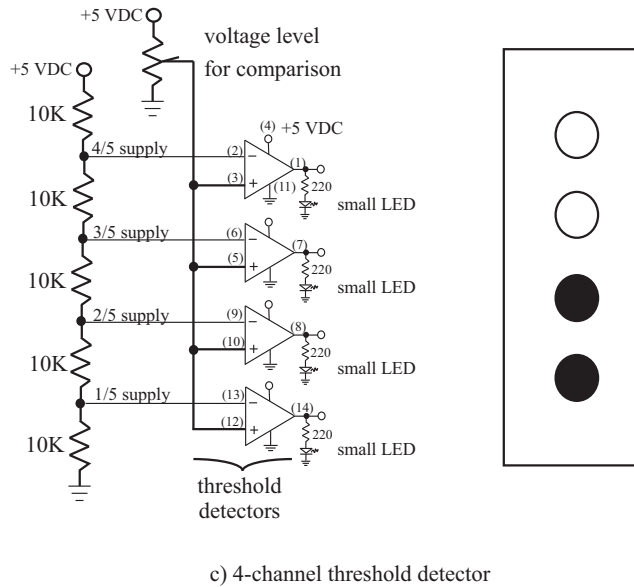 +5 VDC
voltage level
for comparison
+5 VDC
10K
(4) +5 VDC
4/5 supply
(2)
−
(1)
220
(3)
+
(11)
small LED
10K
3/5 supply
(6)
−
(7)
220
(5)
+
small LED
10K
2/5 supply
(9)
−
(8)
220
(10)
+
small LED
10K
1/5 supply
(13)
−
(14)
220
(12)
+
small LED
10K
threshold
detectors
c) 4-channel threshold detector